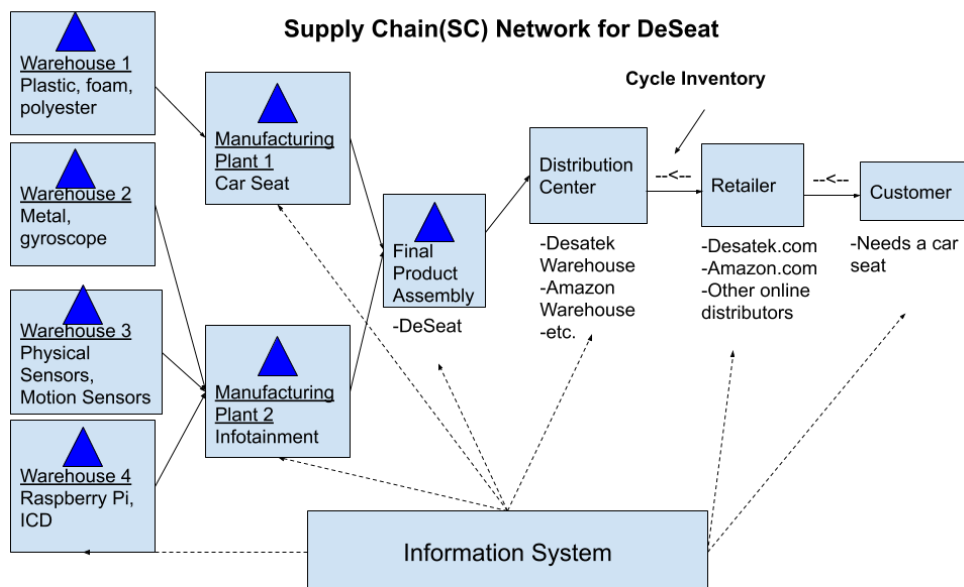 Supply Chain(SC) Network for DeSeat
Warehouse 1
Plastic, foam,
polyester
Warehouse 2
Metal,
gyroscope
Warehouse 3
Physical
Sensors,
Motion Sensors
Warehouse 4
Raspberry Pi,
ICD
Manufacturing
Plant 1
Car Seat
Manufacturing
Plant 2
Infotainment
Final
Product
Assembly
-DeSeat
Distribution
Center
-Desatek
Warehouse
-Amazon
Warehouse
-etc.
Cycle Inventory
--<--
Retailer
-Desatek.com
-Amazon.com
-Other online
distributors
--<--
Customer
-Needs a car
seat
Information System